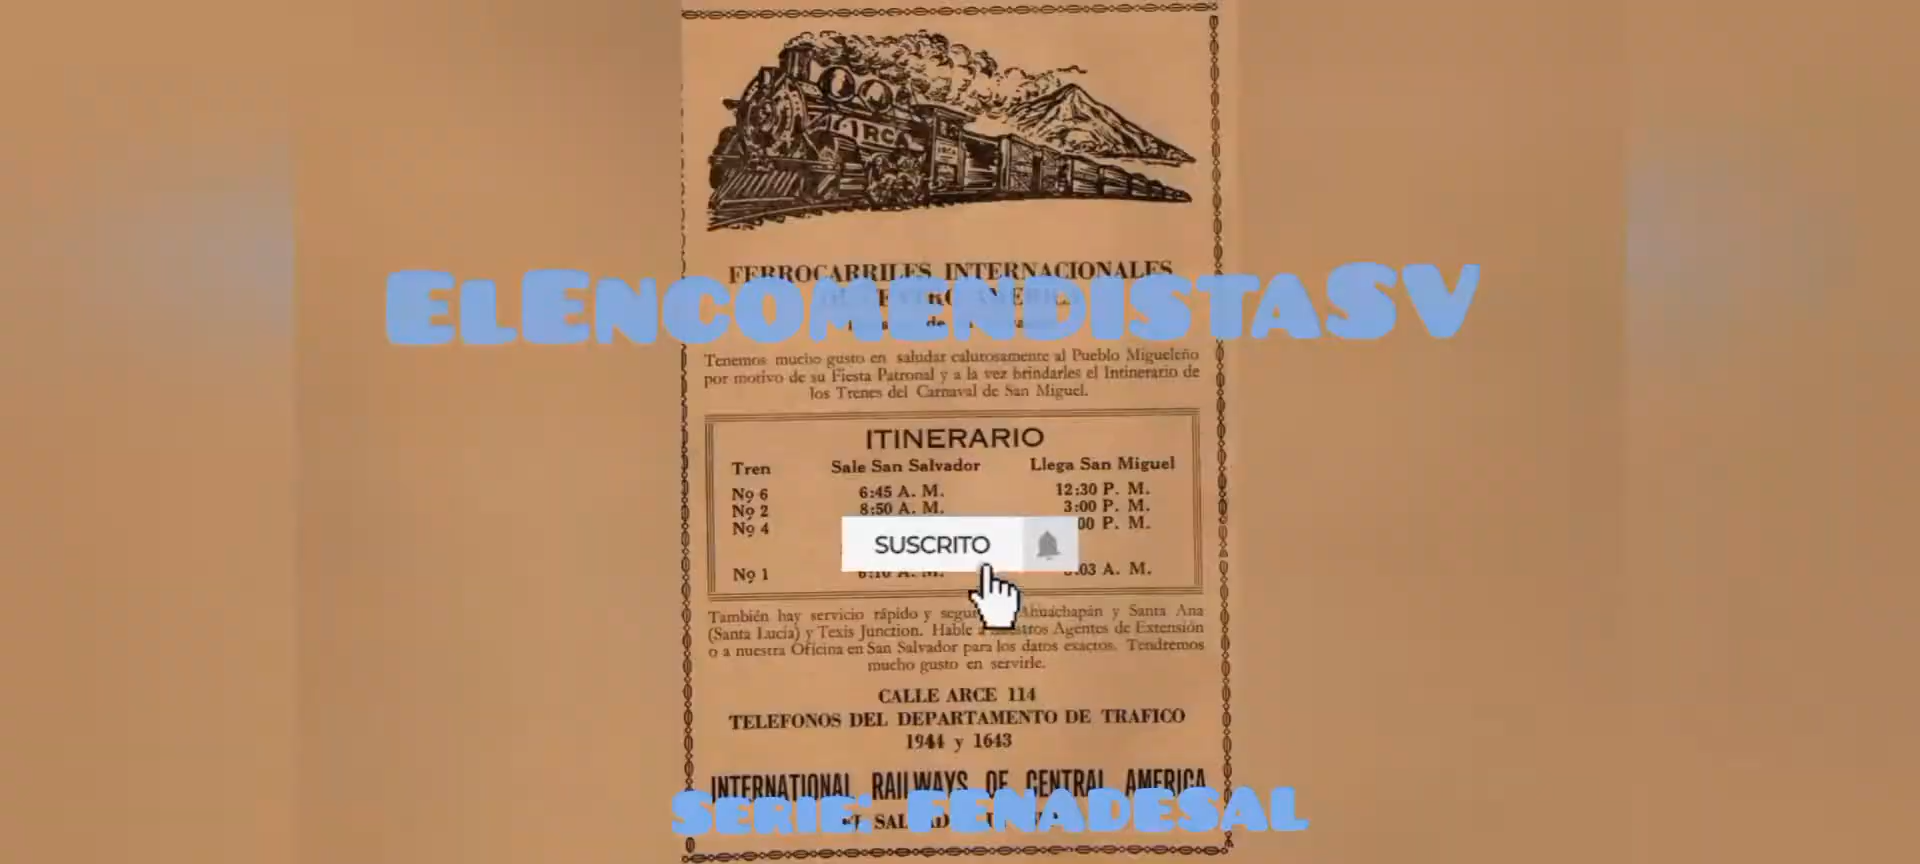 IRCA
IRCA
FERROCARRILES INTERNACIONALES
ELENCOMENDISTASV
de
Tenemos mucho gusto en saludar calurosamente al Pueblo Migueleño
por motivo de su Fiesta Patronal y a la vez brindarles el Intinerario de
los Trenes del Carnaval de San Miguel.
ITINERARIO
Tren Sale San Salvador Llega San Miguel
Nº 6 6:45 A. M. 12:30 P. M.
Nº 2 8:50 A. M. 3:00 P. M.
Nº 4 P. M.
SUSCRITO
Nº 1 A. M.
También hay servicio rápido y Ahuachapán y Santa Ana
(Santa Lucía) y Texis Junction. Hable a Agentes de Extensión
o a nuestra Oficina en San Salvador para los datos exactos. Tendremos
mucho gusto en servirle.
CALLE ARCE 114
TELEFONOS DEL DEPARTAMENTO DE TRAFICO
1944 y 1643
INTERNATIONAL RAILWAYS OF CENTRAL AMERICA
SERIE: FENADESAL